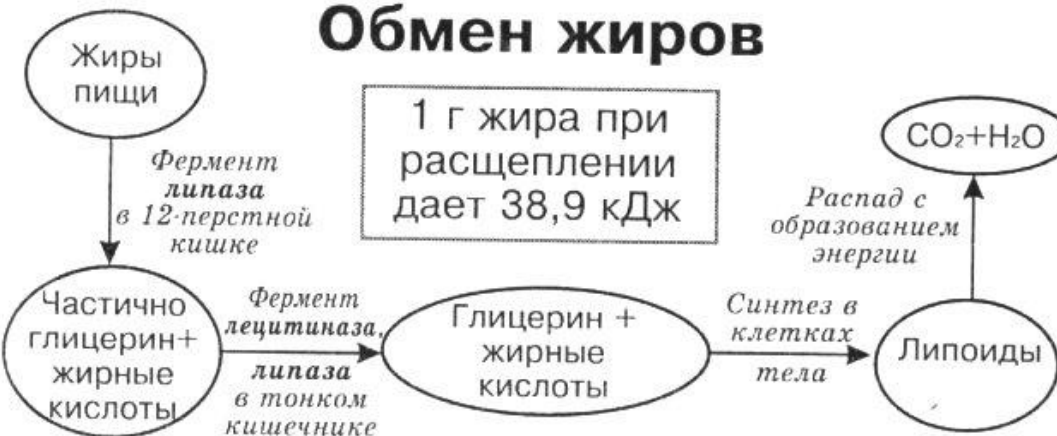 Обмен жиров
Жиры
пищи
Фермент
липаза
в 12-перстной
кишке
1 г жира при
расщеплении
дает 38,9 кДж
Частично
глицерин+
жирные
кислоты
Фермент
лецитиназа,
липаза
в тонком
кишечнике
Глицерин +
жирные
кислоты
Синтез в
клетках
тела
Липоиды
Распад с
образованием
энергии
CO₂+H₂O